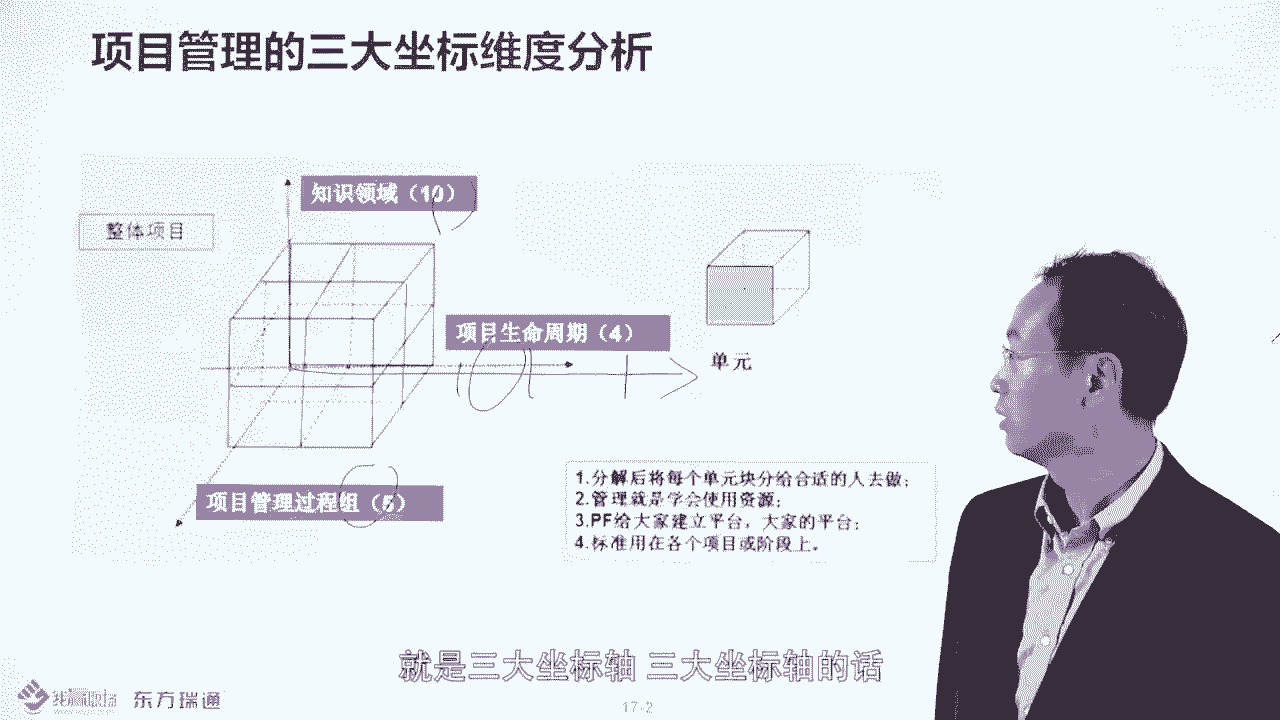 项目管理的三大坐标维度分析
知识领域（10）
整体项目
项目生命周期（4）
单元
1.分解后将每个单元块分给合适的人去做；
2.管理就是学会使用资源；
3.PF给大家建立平台，大家的平台；
4.标准用在各个项目或阶段上。
项目管理过程组（5）
就是三大坐标轴 三大坐标轴的话
东方瑞通
17-2